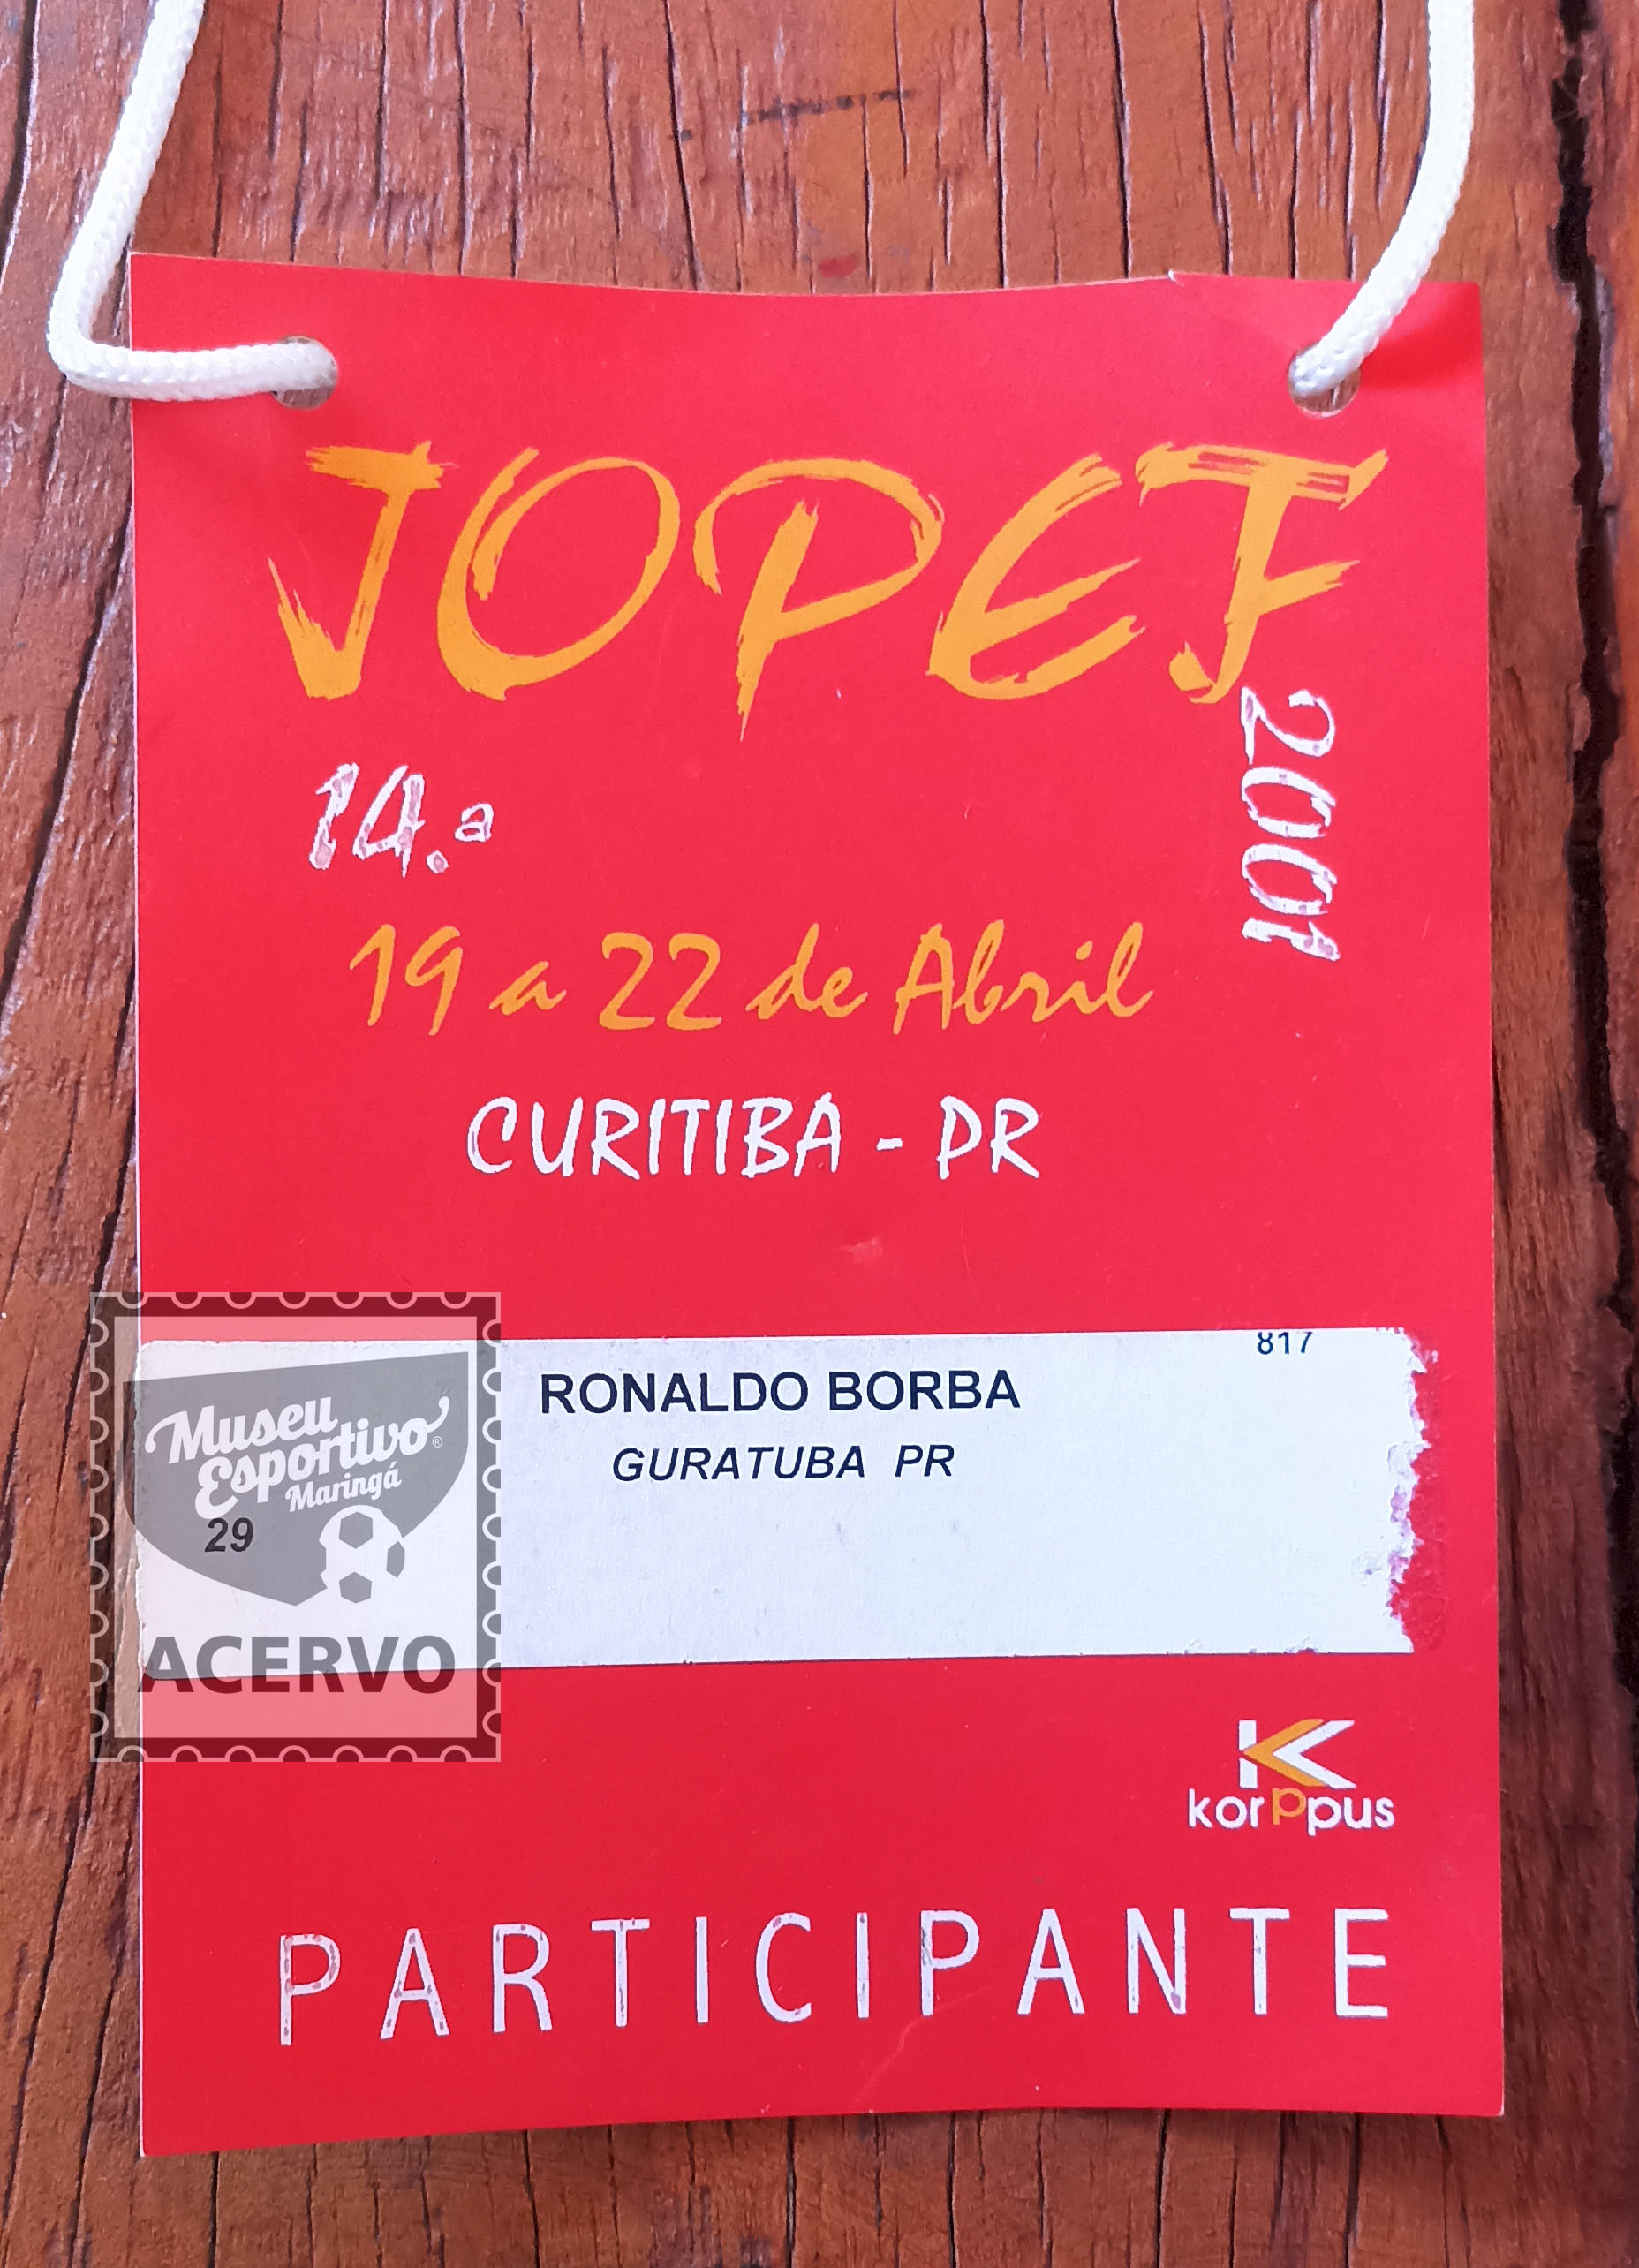 JOPEF
2001
14.a
19 a 22 de Abril
CURITIBA - PR
817
RONALDO BORBA
GURATUBA PR
29
Museu
Esportivo®
Maringá
ACERVO
K
korppus
PARTICIPANTE